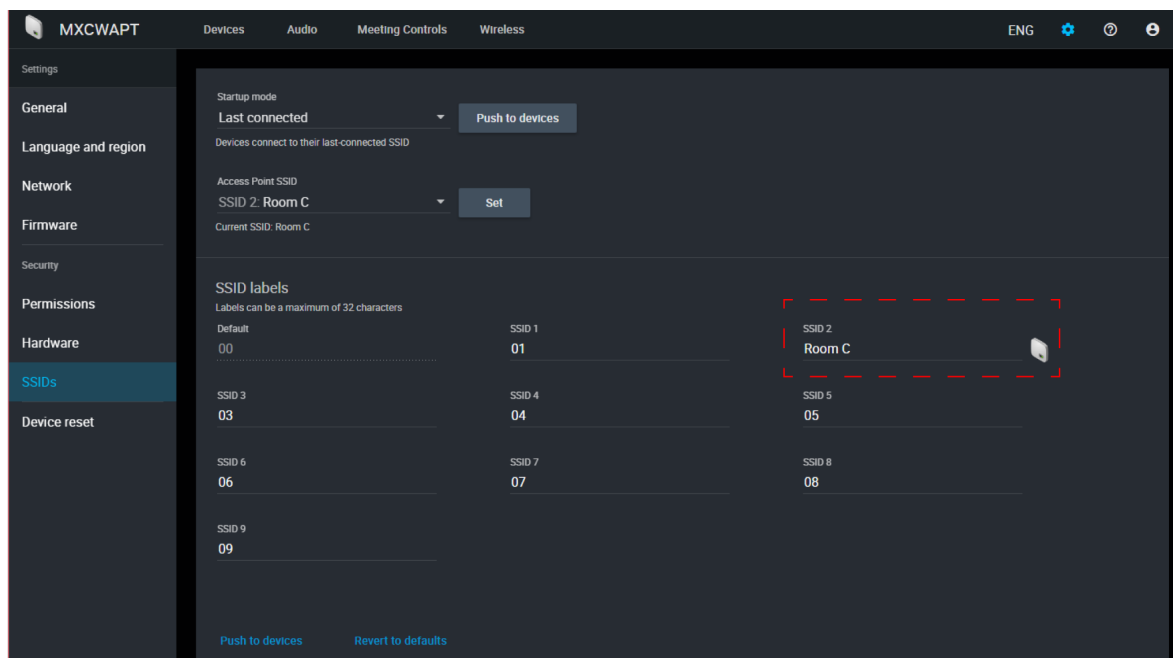 MXCWAPT Devices Audio Meeting Controls Wireless ENG
Settings
General
Language and region
Network
Firmware
Security
Permissions
Hardware
SSIDs
Device reset
Startup mode
Last connected Push to devices
Devices connect to their last-connected SSID
Access Point SSID
SSID 2: Room C Set
Current SSID: Room C
SSID labels
Labels can be a maximum of 32 characters
Default SSID 1 SSID 2
00 01 Room C
SSID 3 SSID 4 SSID 5
03 04 05
SSID 6 SSID 7 SSID 8
06 07 08
SSID 9
09
Push to devices Revert to defaults